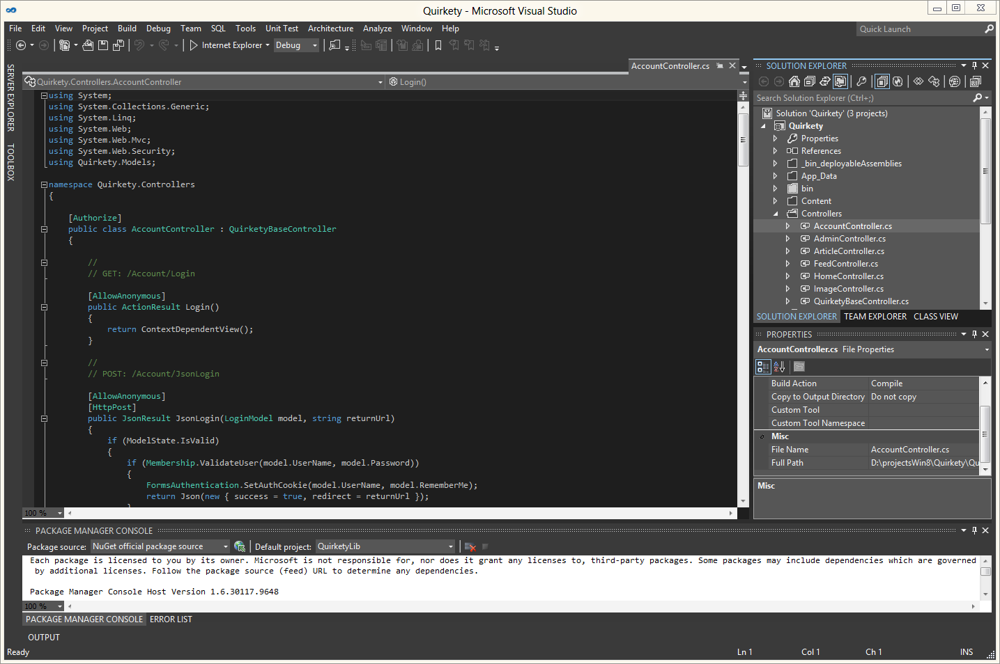 Quirkety - Microsoft Visual Studio
File Edit View Project Build Debug Team SQL Tools Unit Test Architecture Analyze Window Help
Quick Launch
Internet Explorer Debug
SERVER EXPLORER
TOOLBOX
AccountController.cs
Quirkety.Controllers.AccountController Login()
using System;
using System.Collections.Generic;
using System.Linq;
using System.Web;
using System.Web.Mvc;
using System.Web.Security;
using Quirkety.Models;
namespace Quirkety.Controllers
{
[Authorize]
public class AccountController : QuirketyBaseController
{
//
// GET: /Account/Login
[AllowAnonymous]
public ActionResult Login()
{
return ContextDependentView();
}
//
// POST: /Account/JsonLogin
[AllowAnonymous]
[HttpPost]
public JsonResult JsonLogin(LoginModel model, string returnUrl)
{
if (ModelState.IsValid)
{
if (Membership.ValidateUser(model.UserName, model.Password))
{
FormsAuthentication.SetAuthCookie(model.UserName, model.RememberMe);
return Json(new { success = true, redirect = returnUrl });
100 %
SOLUTION EXPLORER
Search Solution Explorer (Ctrl+;)
Solution 'Quirkety' (3 projects)
Quirkety
Properties
References
_bin_deployableAssemblies
App_Data
bin
Content
Controllers
AccountController.cs
AdminController.cs
ArticleController.cs
FeedController.cs
HomeController.cs
ImageController.cs
QuirketyBaseController.cs
SOLUTION EXPLORER TEAM EXPLORER CLASS VIEW
PROPERTIES
AccountController.cs File Properties
Build Action Compile
Copy to Output Directory Do not copy
Custom Tool
Custom Tool Namespace
Misc
File Name AccountController.cs
Full Path D:\projectsWin8\Quirkety\Qu
Misc
PACKAGE MANAGER CONSOLE
Package source: NuGet official package source Default project: QuirketyLib
Each package is licensed to you by its owner. Microsoft is not responsible for, nor does it grant any licenses to, third-party packages. Some packages may include dependencies which are governed
by additional licenses. Follow the package source (feed) URL to determine any dependencies.
Package Manager Console Host Version 1.6.30117.9648
100 %
PACKAGE MANAGER CONSOLE ERROR LIST
OUTPUT
Ready Ln 1 Col 1 Ch 1 INS